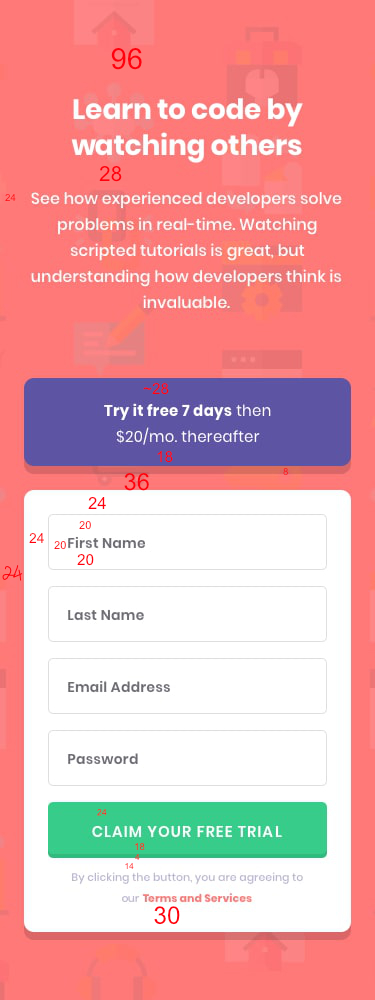 96
Learn to code by
watching others
28
24 See how experienced developers solve
problems in real-time. Watching
scripted tutorials is great, but
understanding how developers think is
invaluable.
~28
Try it free 7 days then
$20/mo. thereafter
18
8
36
24
20
24 20 First Name
20
24
Last Name
Email Address
Password
24
CLAIM YOUR FREE TRIAL
18
4
14
By clicking the button, you are agreeing to
our Terms and Services
30